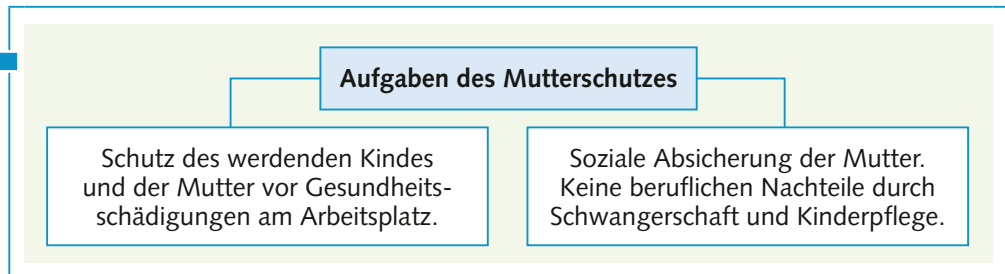 Aufgaben des Mutterschutzes
Schutz des werdenden Kindes
und der Mutter vor Gesundheits-
schädigungen am Arbeitsplatz.
Soziale Absicherung der Mutter.
Keine beruflichen Nachteile durch
Schwangerschaft und Kinderpflege.